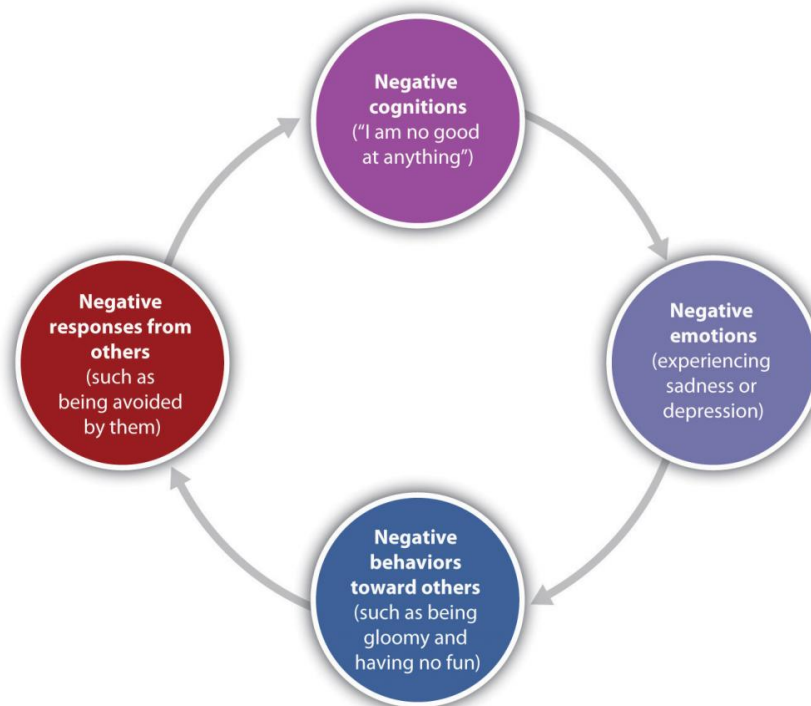 Negative
cognitions
(“I am no good
at anything”)
Negative
emotions
(experiencing
sadness or
depression)
Negative
behaviors
toward others
(such as being
gloomy and
having no fun)
Negative
responses from
others
(such as
being avoided
by them)